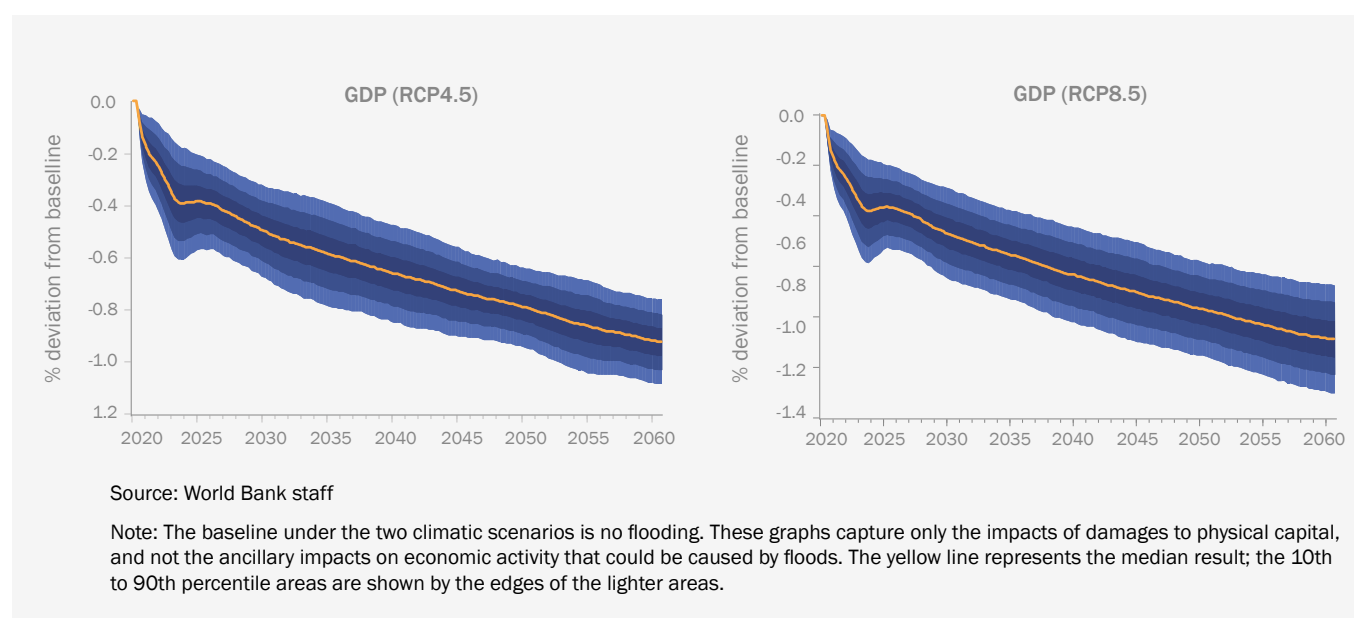 GDP (RCP4.5)
% deviation from baselline
0.0
-0.2
-0.4
-0.6
-0.8
-1.0
1.2
2020 2025 2030 2035 2040 2045 2050 2055 2060
GDP (RCP8.5)
% deviation from baselline
0.0
-0.2
-0.4
-0.6
-0.8
-1.0
-1.2
-1.4
2020 2025 2030 2035 2040 2045 2050 2055 2060
Source: World Bank staff
Note: The baseline under the two climatic scenarios is no flooding. These graphs capture only the impacts of damages to physical capital,
and not the ancillary impacts on economic activity that could be caused by floods. The yellow line represents the median result; the 10th
to 90th percentile areas are shown by the edges of the lighter areas.